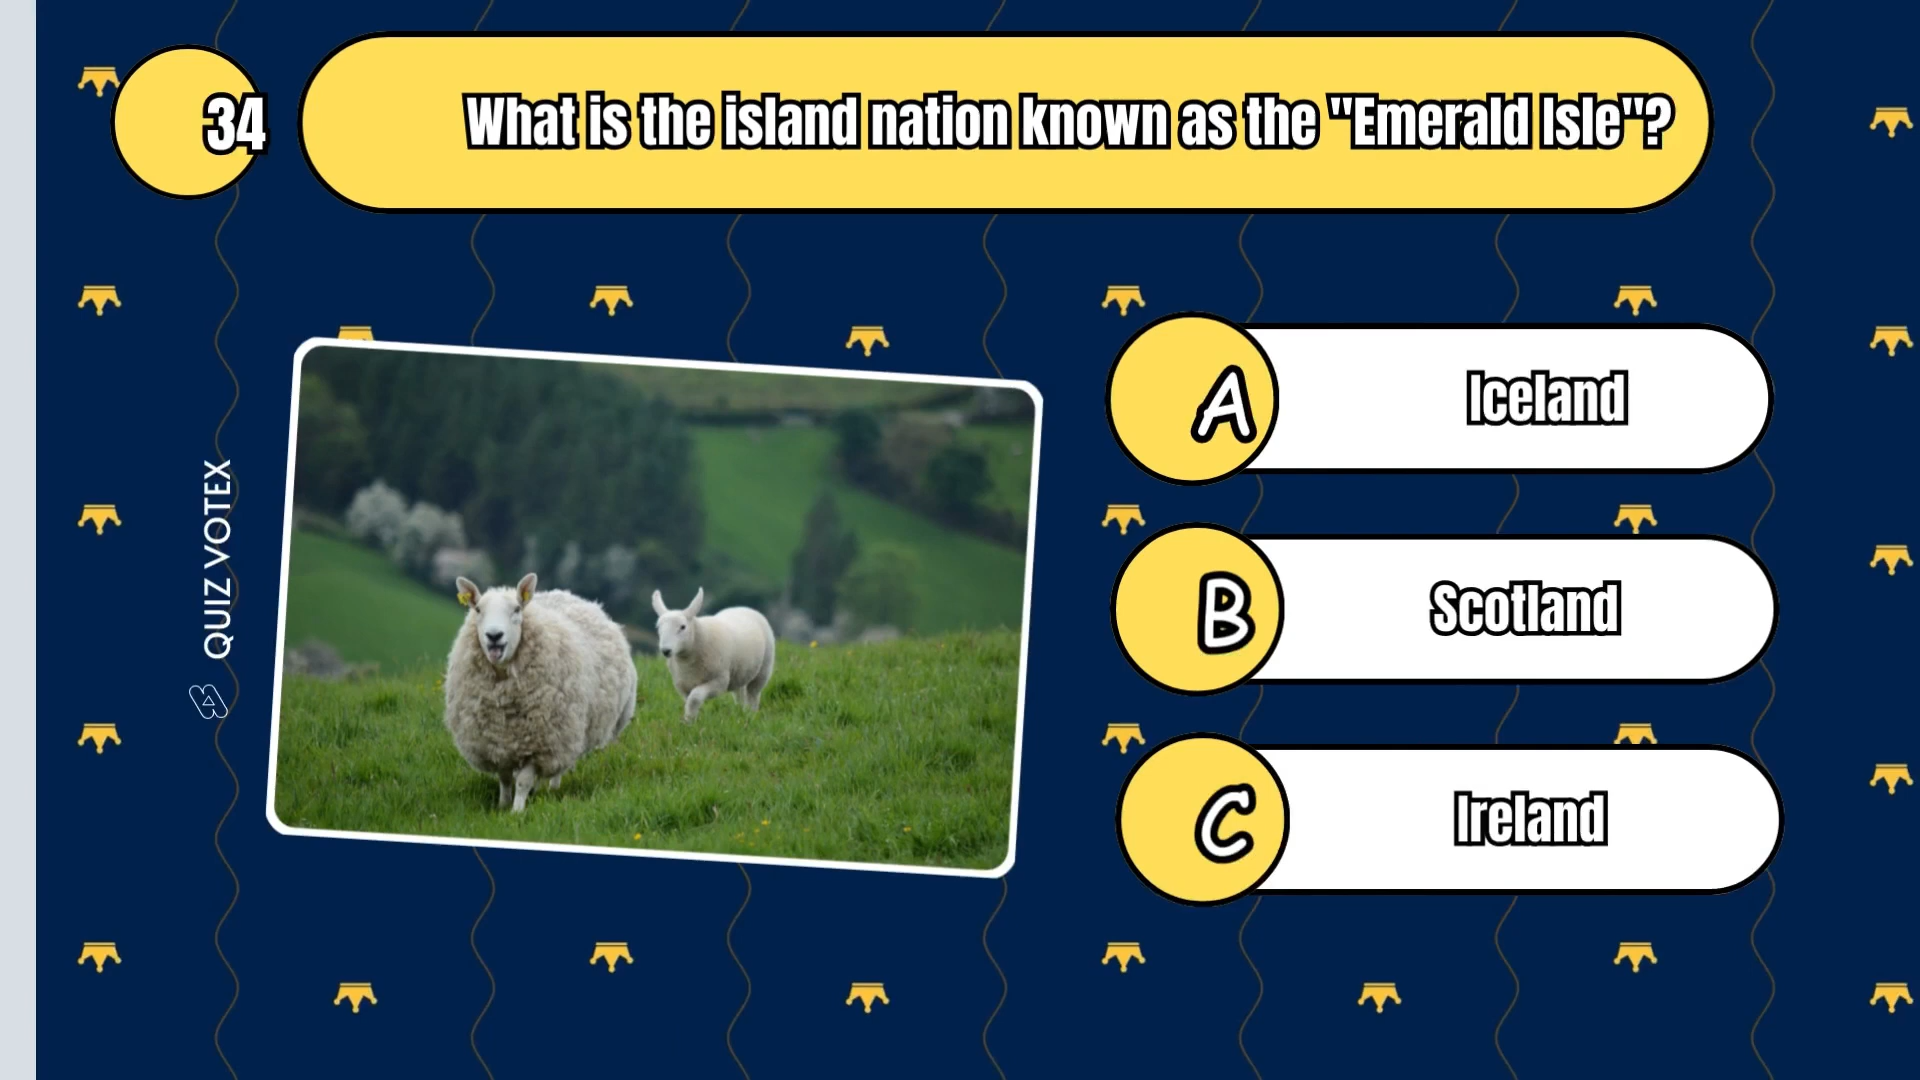 34
What is the island nation known as the "Emerald Isle"?
A
Iceland
B
Scotland
C
Ireland
QUIZ VOTEX